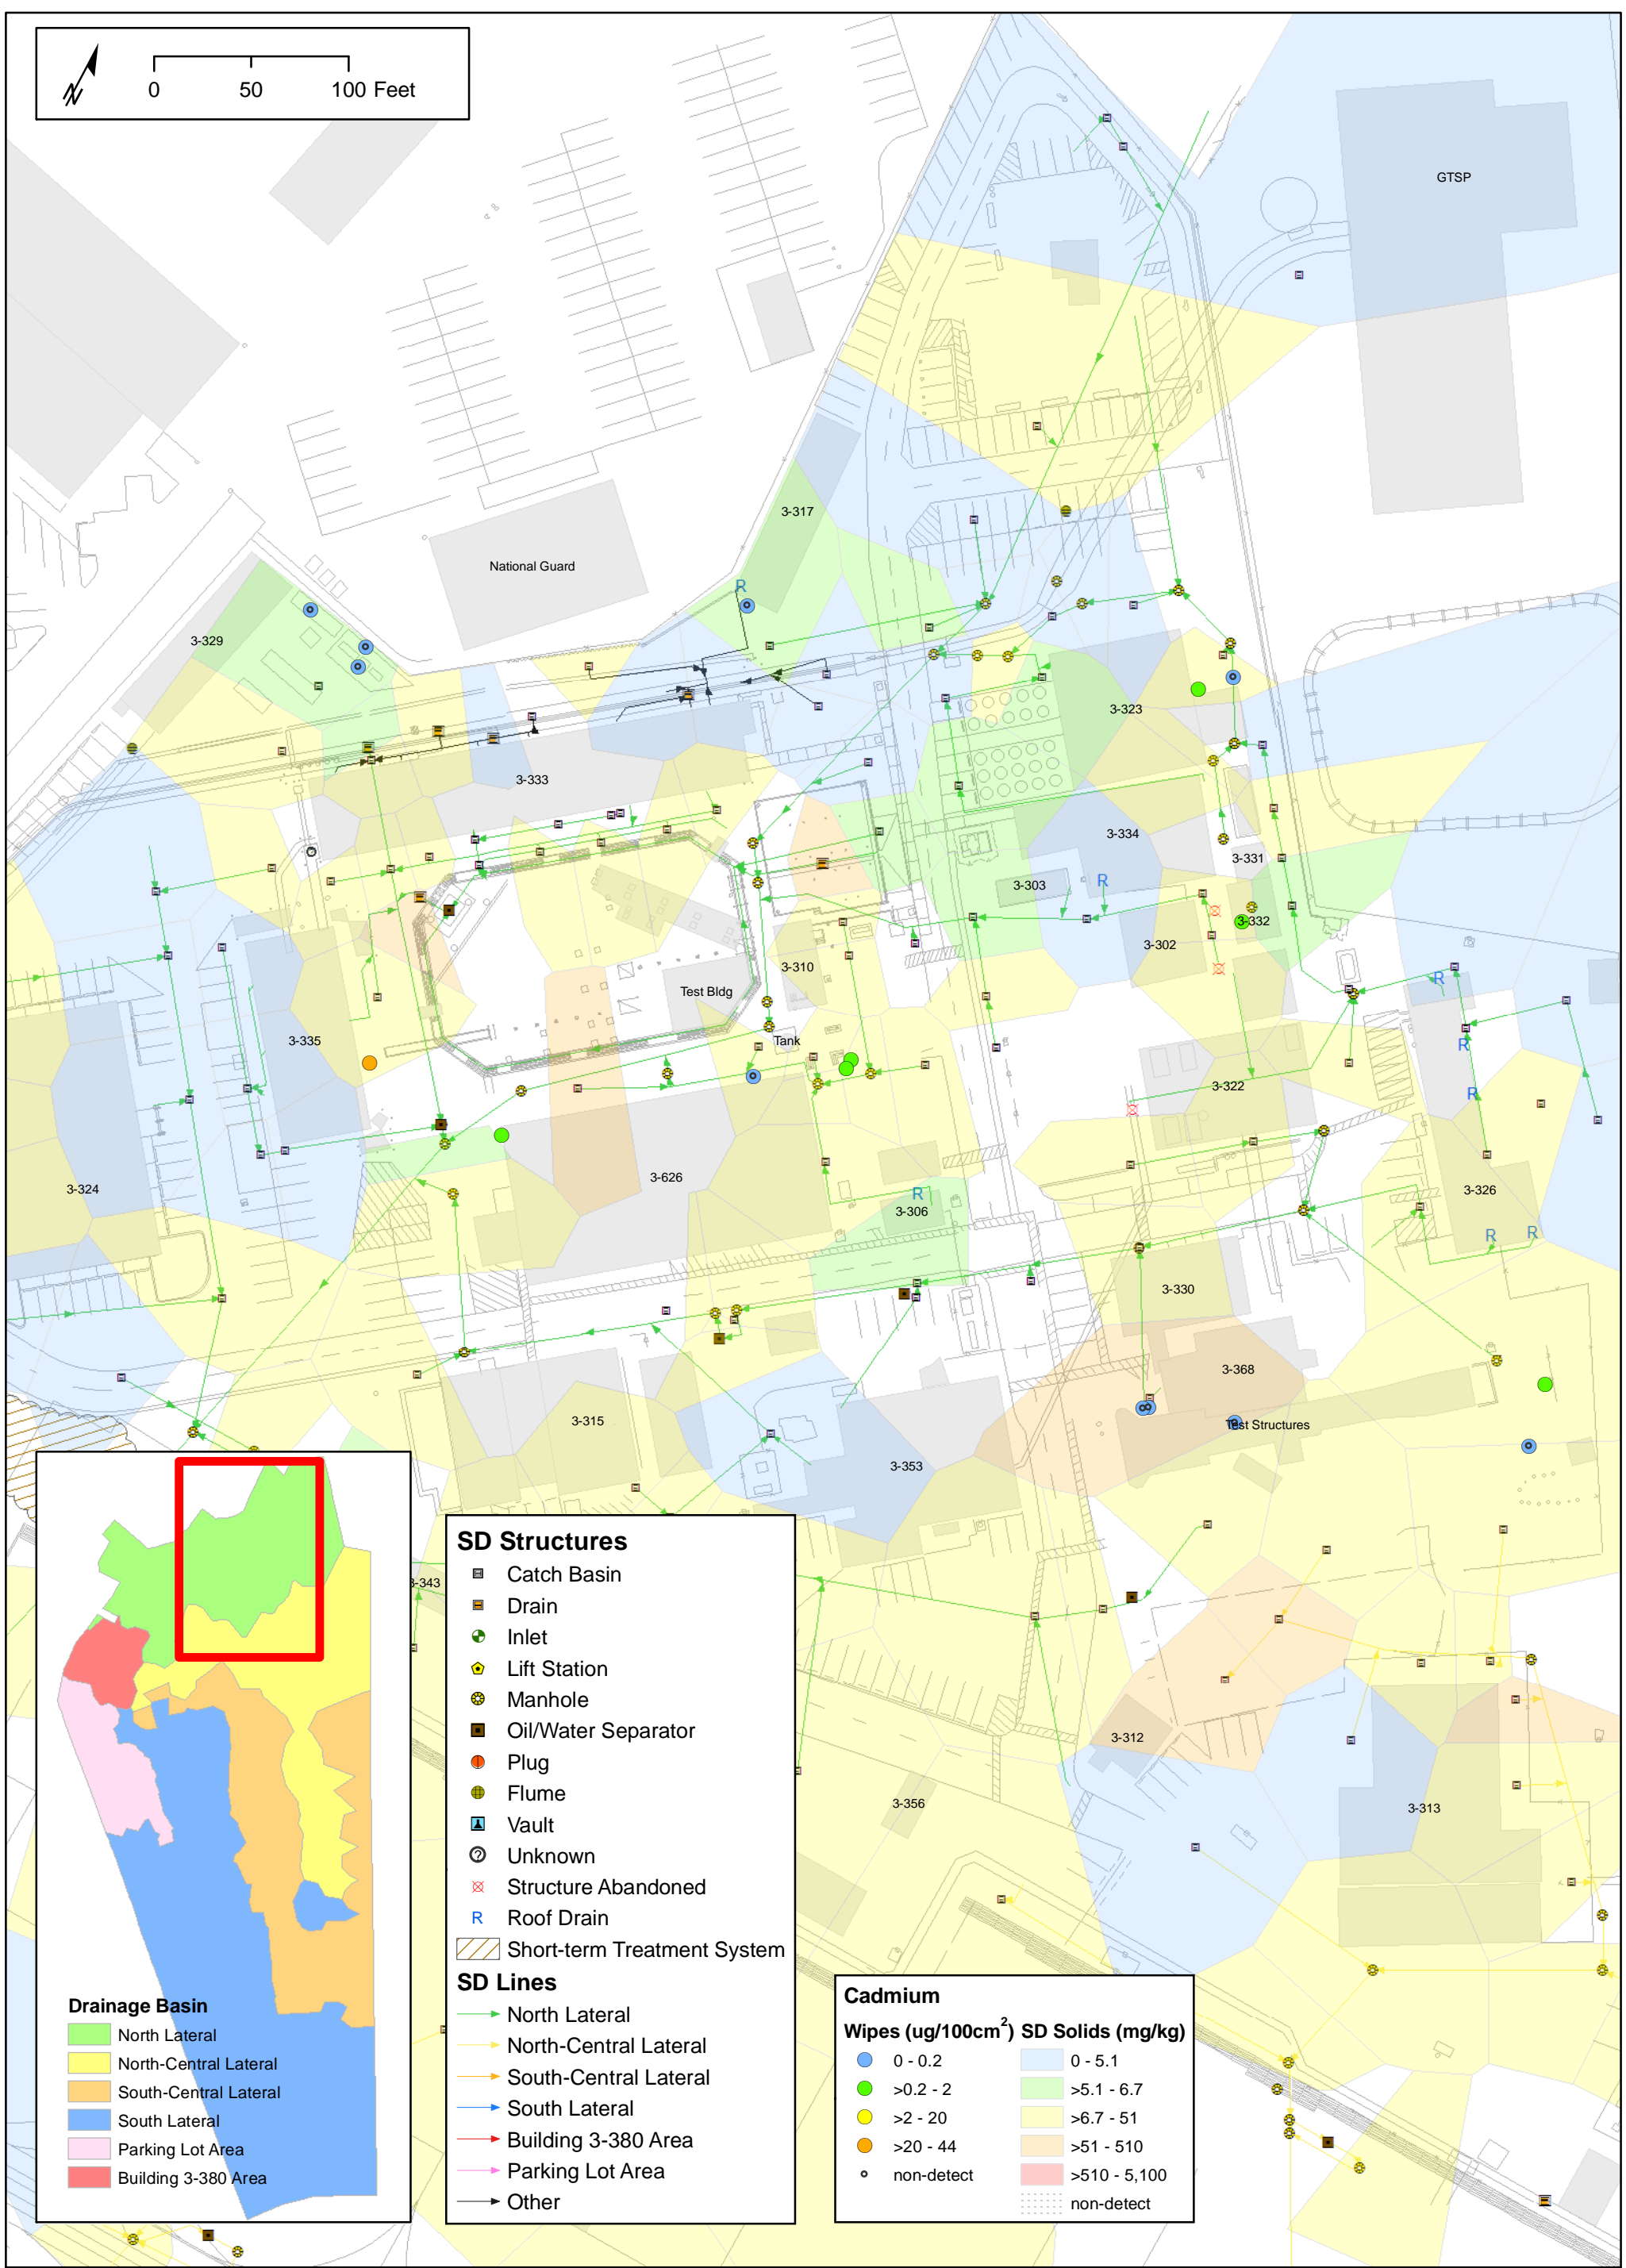 N
0 50 100 Feet
GTSP
3-317
National Guard
3-329
3-323
3-333
3-334
3-331
3-303
3-332
3-302
3-310
Test Bldg
Tank
3-335
3-322
3-626
3-324
3-326
3-306
3-330
3-368
3-315
Test Structures
3-353
3-343
3-312
3-356
3-313
R
R
R
R
R
R
R
R
Drainage Basin
North Lateral
North-Central Lateral
South-Central Lateral
South Lateral
Parking Lot Area
Building 3-380 Area
SD Structures
Catch Basin
Drain
Inlet
Lift Station
Manhole
Oil/Water Separator
Plug
Flume
Vault
? Unknown
Structure Abandoned
R Roof Drain
Short-term Treatment System
SD Lines
North Lateral
North-Central Lateral
South-Central Lateral
South Lateral
Building 3-380 Area
Parking Lot Area
Other
Cadmium
Wipes (ug/100cm²) SD Solids (mg/kg)
0 - 0.2 0 - 5.1
>0.2 - 2 >5.1 - 6.7
>2 - 20 >6.7 - 51
>20 - 44 >51 - 510
non-detect >510 - 5,100
non-detect